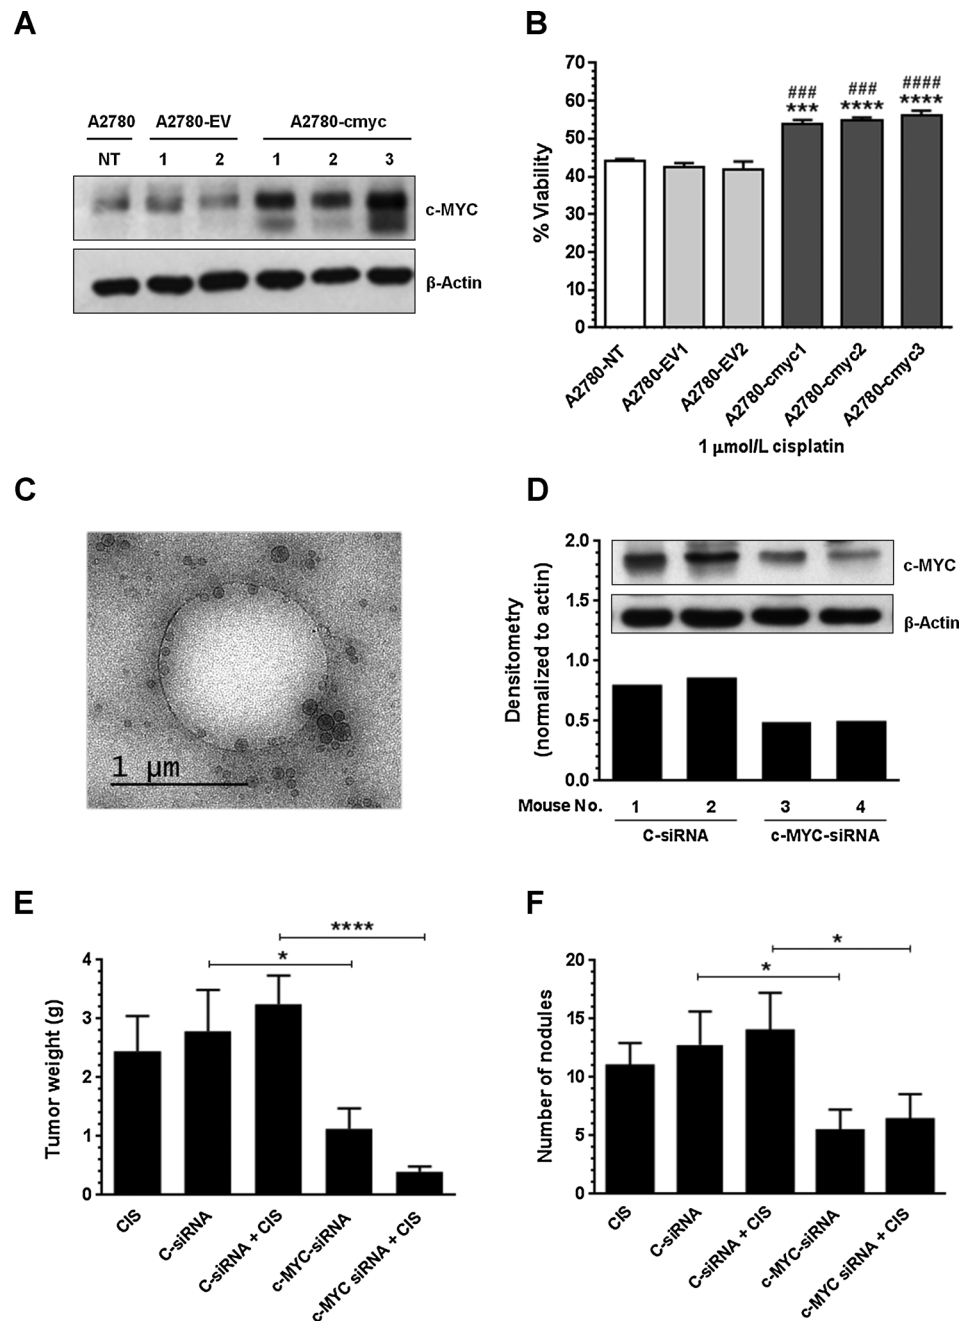 A
A2780 A2780-EV A2780-cmyc
NT 1 2 1 2 3
c-MYC
β-Actin
B
% Viability
70
60
50
40
30
20
10
0
### ### ####
*** **** ****
A2780-NT
A2780-EV1
A2780-EV2
A2780-cmyc1
A2780-cmyc2
A2780-cmyc3
1 μmol/L cisplatin
C
1 μm
D
Densitometry
(normalized to actin)
2.0
1.5
1.0
0.5
0.0
c-MYC
β-Actin
Mouse No. 1 2 3 4
C-siRNA c-MYC-siRNA
E
Tumor weight (g)
4
3
2
1
0
****
*
CIS
C-siRNA
C-siRNA + CIS
c-MYC-siRNA
c-MYC siRNA + CIS
F
Number of nodules
20
15
10
5
0
*
*
CIS
C-siRNA
C-siRNA + CIS
c-MYC-siRNA
c-MYC siRNA + CIS